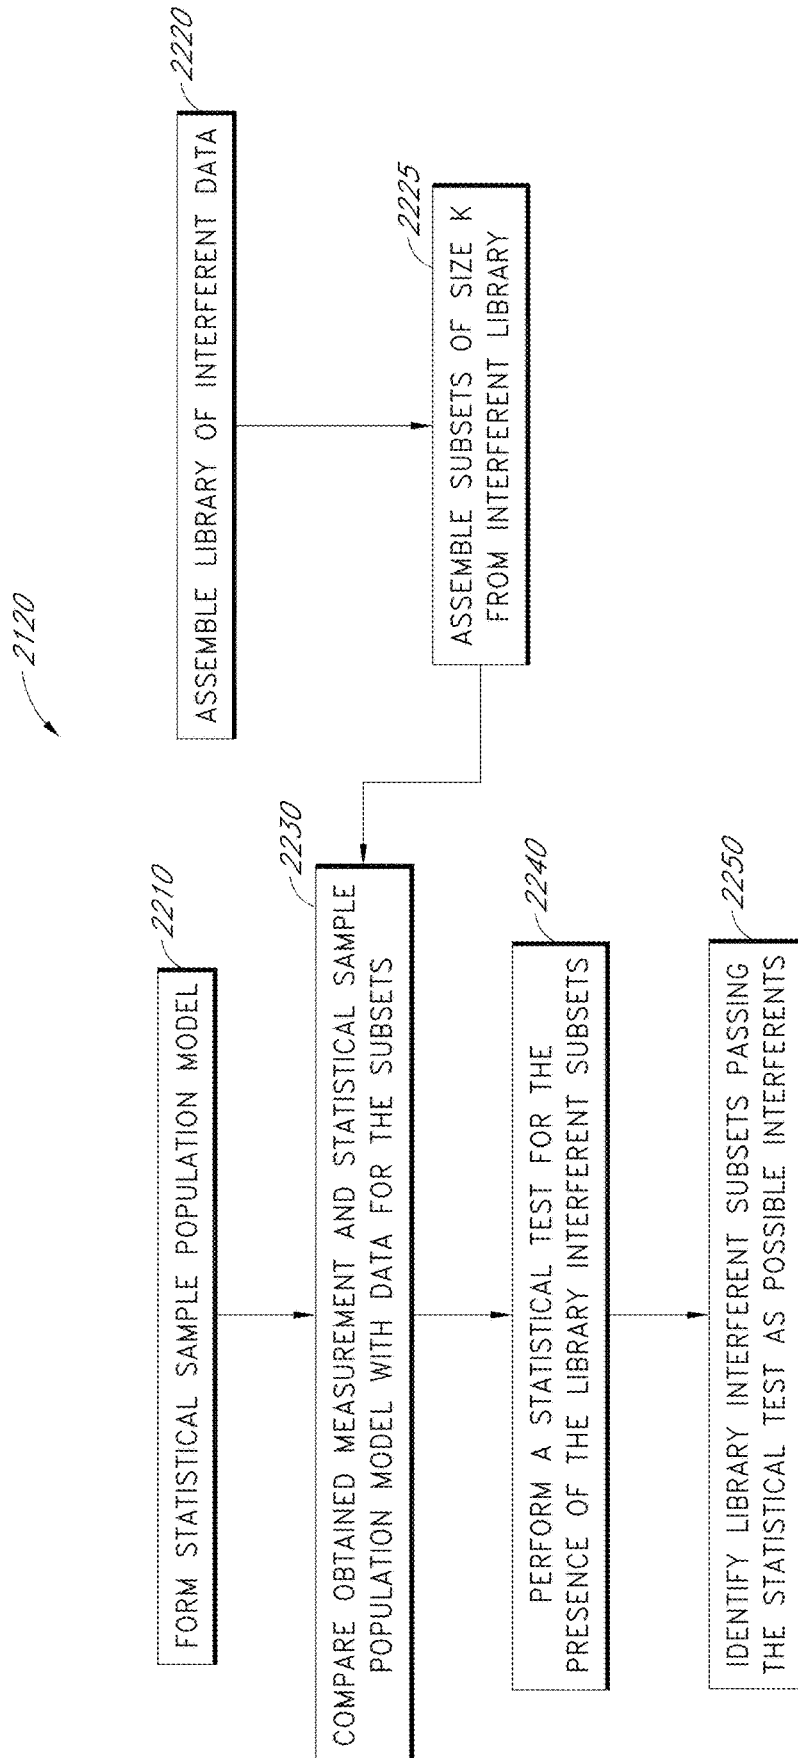 2120
2210
FORM STATISTICAL SAMPLE POPULATION MODEL
2220
ASSEMBLE LIBRARY OF INTERFERENT DATA
2225
ASSEMBLE SUBSETS OF SIZE K
FROM INTERFERENT LIBRARY
2230
COMPARE OBTAINED MEASUREMENT AND STATISTICAL SAMPLE
POPULATION MODEL WITH DATA FOR THE SUBSETS
2240
PERFORM A STATISTICAL TEST FOR THE
PRESENCE OF THE LIBRARY INTERFERENT SUBSETS
2250
IDENTIFY LIBRARY INTERFERENT SUBSETS PASSING
THE STATISTICAL TEST AS POSSIBLE INTERFERENTS